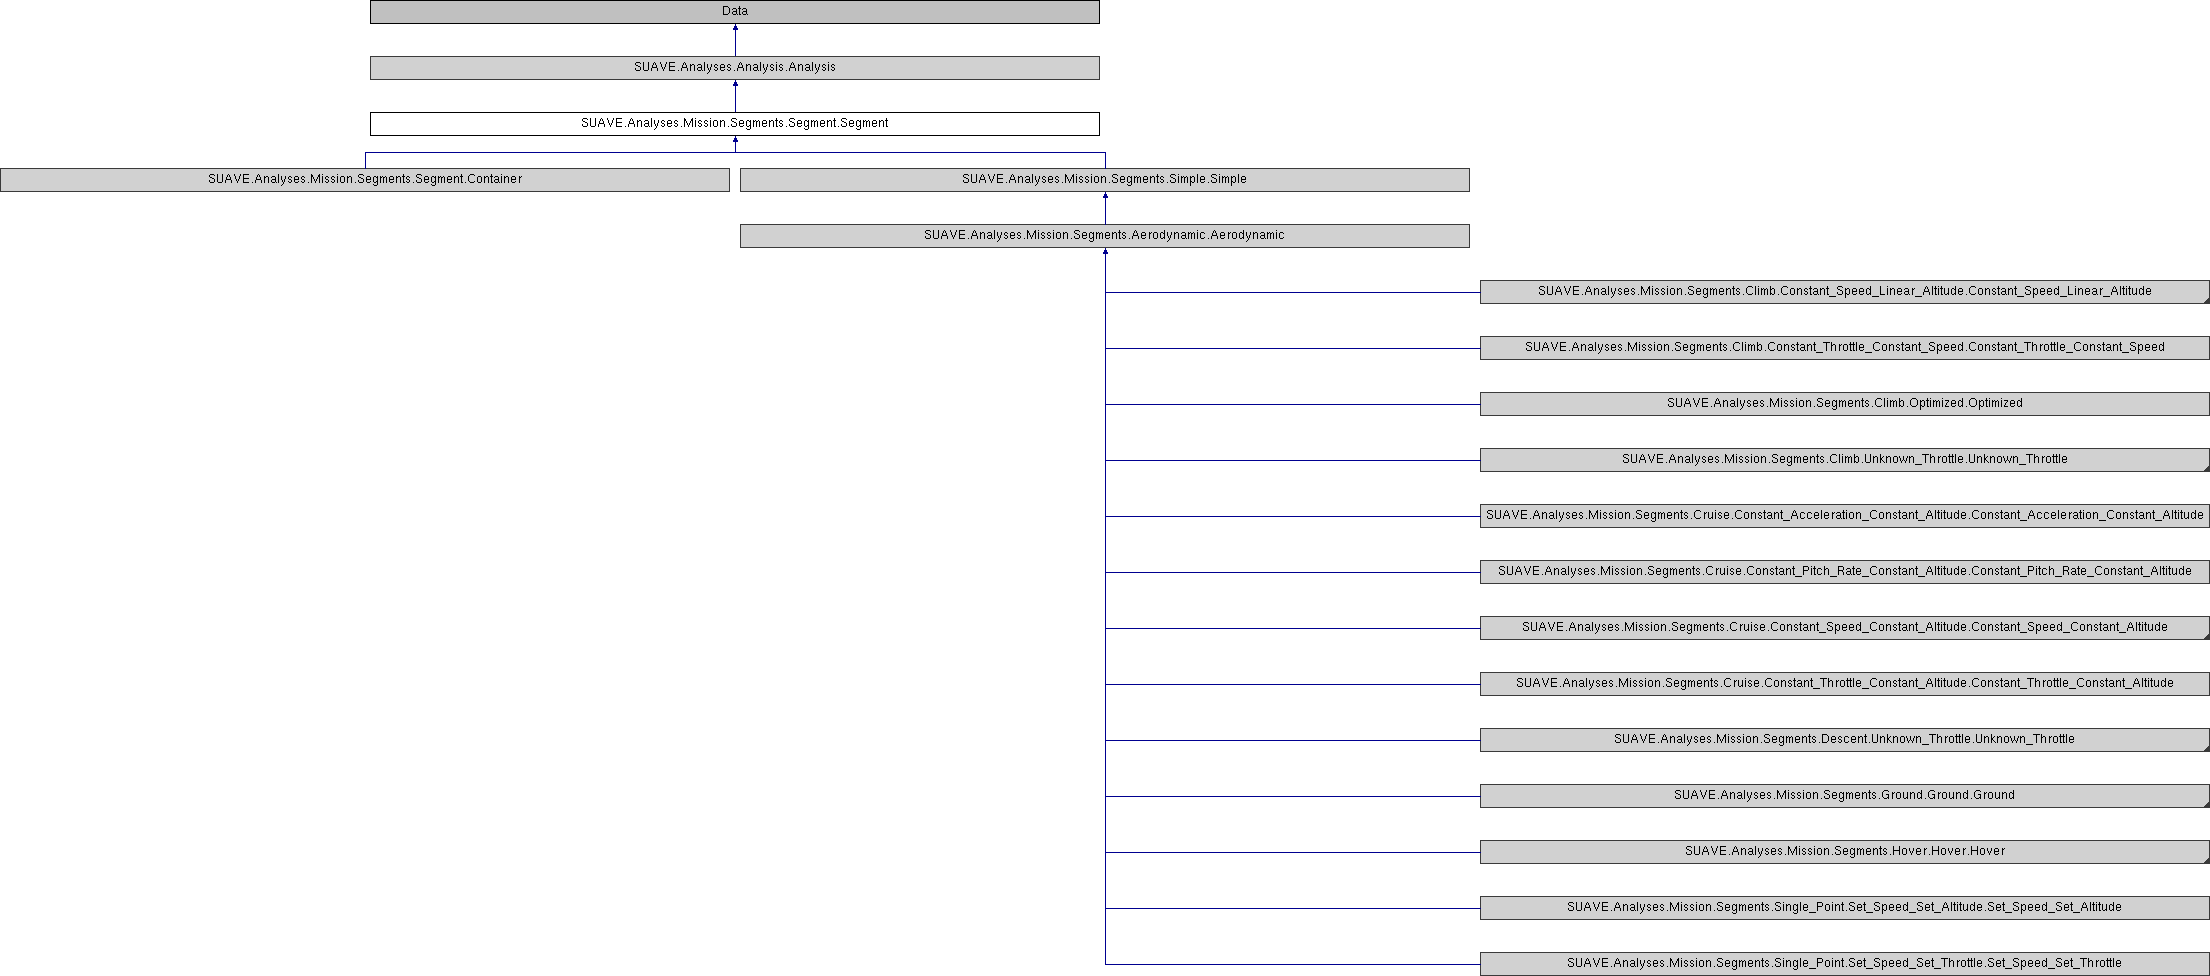 Data
SUAVE.Analyses.Analysis.Analysis
SUAVE.Analyses.Mission.Segments.Segment.Segment
SUAVE.Analyses.Mission.Segments.Segment.Container
SUAVE.Analyses.Mission.Segments.Simple.Simple
SUAVE.Analyses.Mission.Segments.Aerodynamic.Aerodynamic
SUAVE.Analyses.Mission.Segments.Climb.Constant_Speed_Linear_Altitude.Constant_Speed_Linear_Altitude
SUAVE.Analyses.Mission.Segments.Climb.Constant_Throttle_Constant_Speed.Constant_Throttle_Constant_Speed
SUAVE.Analyses.Mission.Segments.Climb.Optimized.Optimized
SUAVE.Analyses.Mission.Segments.Climb.Unknown_Throttle.Unknown_Throttle
SUAVE.Analyses.Mission.Segments.Cruise.Constant_Acceleration_Constant_Altitude.Constant_Acceleration_Constant_Altitude
SUAVE.Analyses.Mission.Segments.Cruise.Constant_Pitch_Rate_Constant_Altitude.Constant_Pitch_Rate_Constant_Altitude
SUAVE.Analyses.Mission.Segments.Cruise.Constant_Speed_Constant_Altitude.Constant_Speed_Constant_Altitude
SUAVE.Analyses.Mission.Segments.Cruise.Constant_Throttle_Constant_Altitude.Constant_Throttle_Constant_Altitude
SUAVE.Analyses.Mission.Segments.Descent.Unknown_Throttle.Unknown_Throttle
SUAVE.Analyses.Mission.Segments.Ground.Ground.Ground
SUAVE.Analyses.Mission.Segments.Hover.Hover.Hover
SUAVE.Analyses.Mission.Segments.Single_Point.Set_Speed_Set_Altitude.Set_Speed_Set_Altitude
SUAVE.Analyses.Mission.Segments.Single_Point.Set_Speed_Set_Throttle.Set_Speed_Set_Throttle